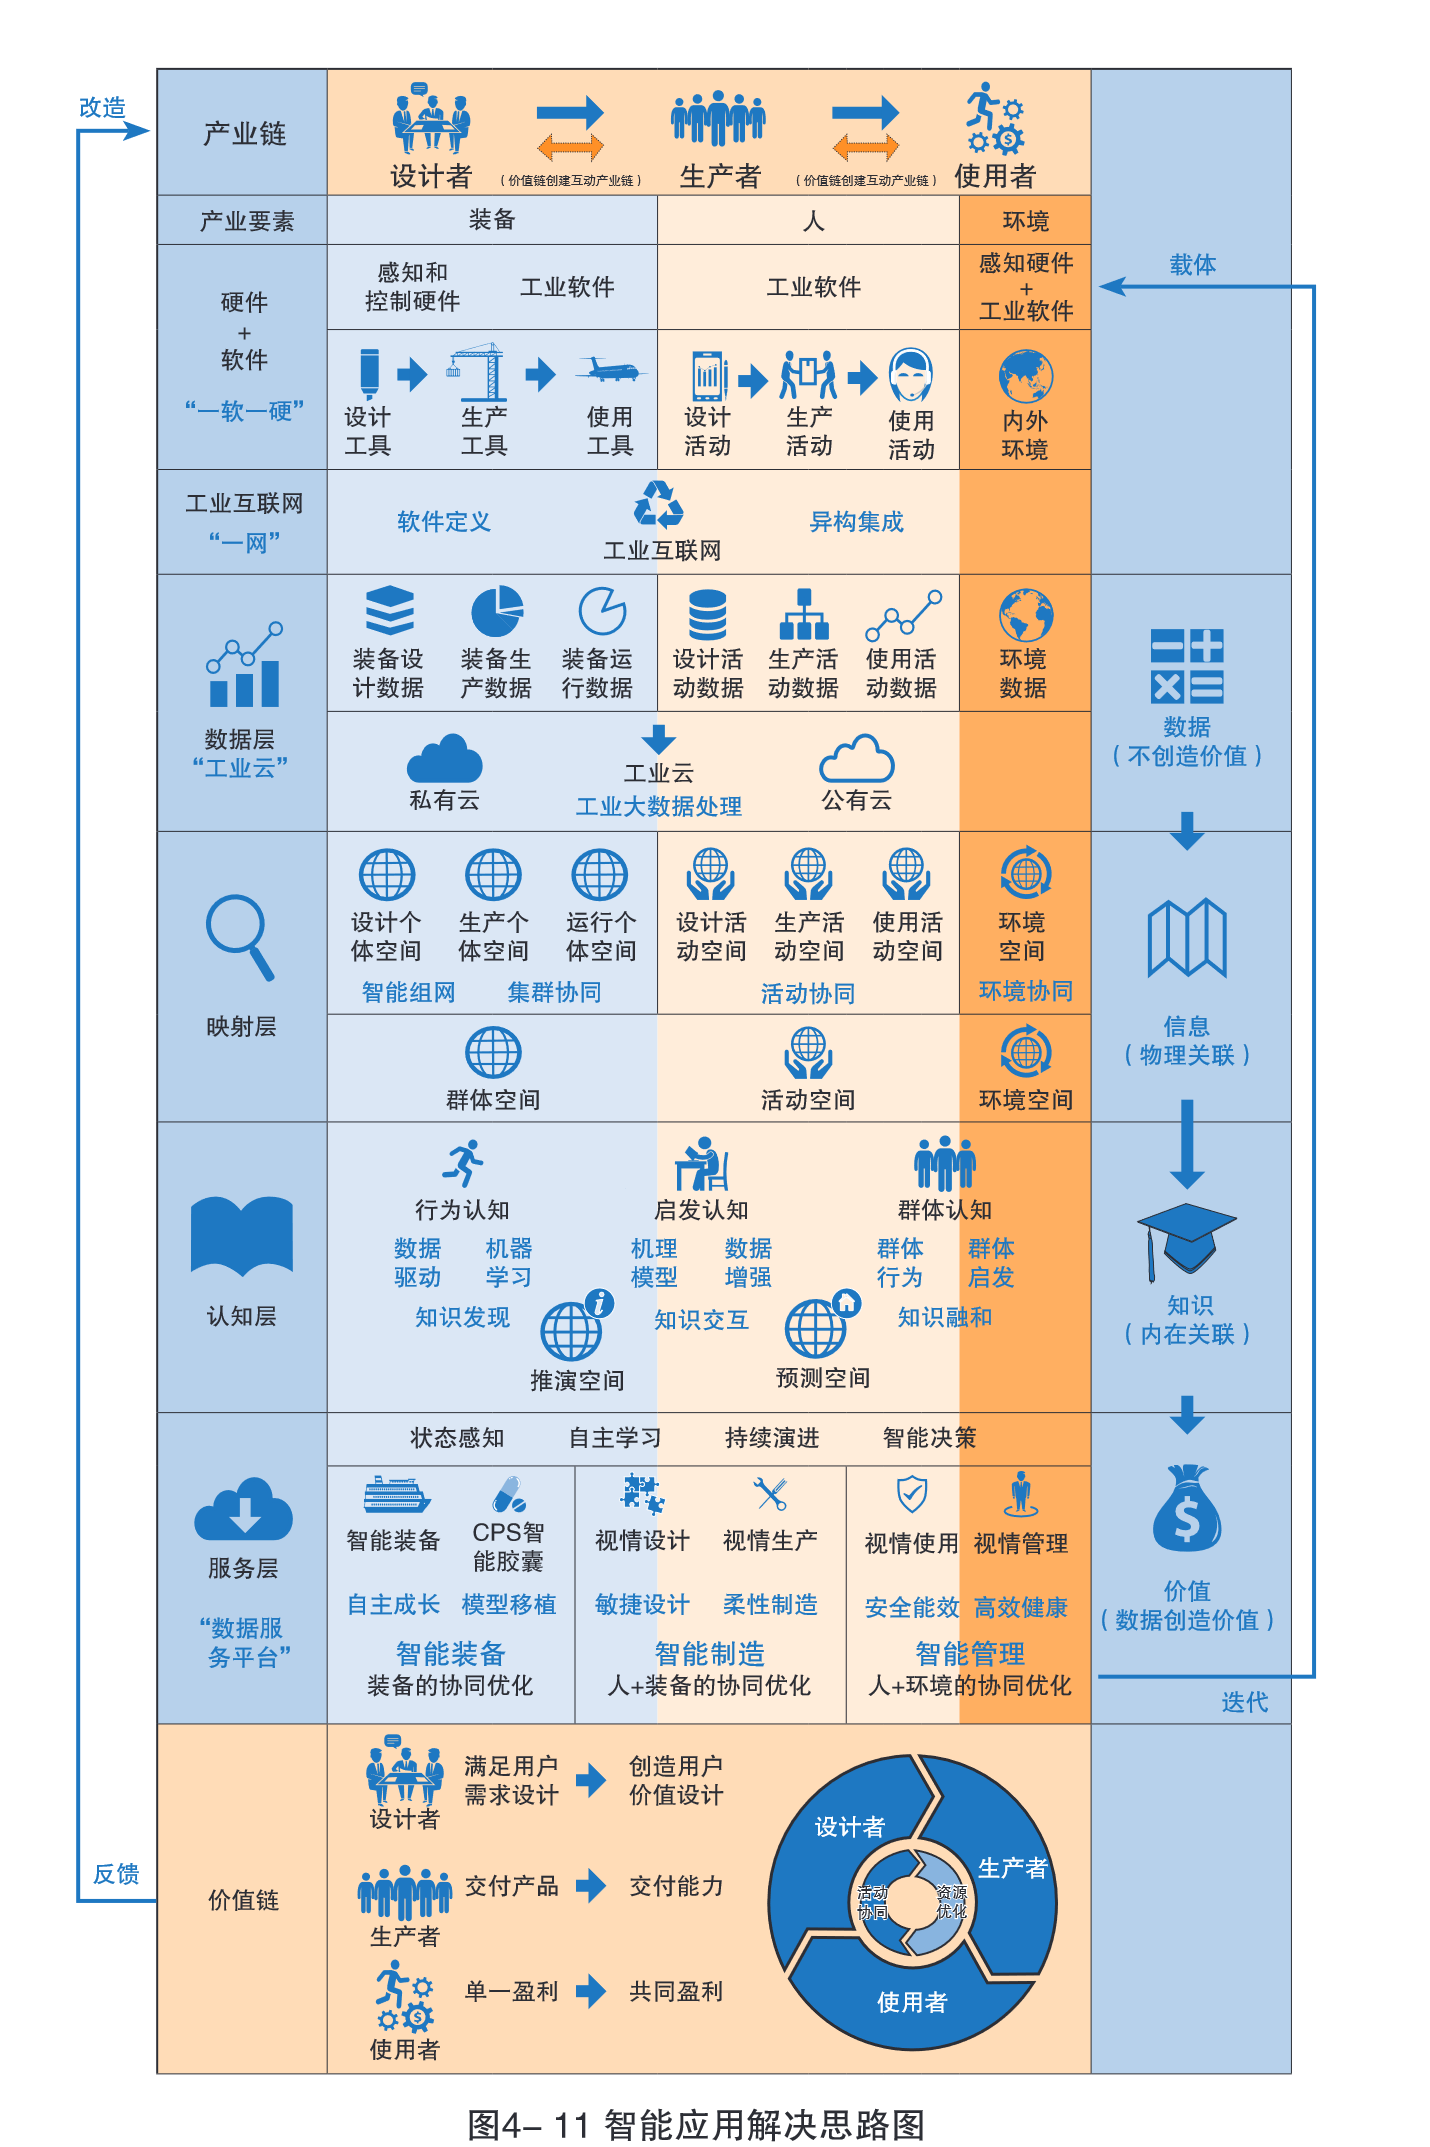 改造
产业链
设计者
（价值链创建互动产业链）
生产者
（价值链创建互动产业链）
使用者
产业要素
装备
人
环境
硬件
+
软件
“一软一硬”
感知和
控制硬件
工业软件
工业软件
感知硬件
+
工业软件
载体
设计
工具
生产
工具
使用
工具
设计
活动
生产
活动
使用
活动
内外
环境
工业互联网
“一网”
软件定义
工业互联网
异构集成
数据层
“工业云”
装备设
计数据
装备生
产数据
装备运
行数据
设计活
动数据
生产活
动数据
使用活
动数据
环境
数据
数据
（不创造价值）
私有云
工业云
工业大数据处理
公有云
映射层
设计个
体空间
生产个
体空间
运行个
体空间
设计活
动空间
生产活
动空间
使用活
动空间
环境
空间
智能组网
集群协同
活动协同
环境协同
群体空间
活动空间
环境空间
信息
（物理关联）
认知层
行为认知
启发认知
群体认知
数据
驱动
机器
学习
机理
模型
数据
增强
群体
行为
群体
启发
知识发现
知识交互
知识融和
推演空间
预测空间
知识
（内在关联）
服务层
“数据服
务平台”
状态感知
自主学习
持续演进
智能决策
智能装备
CPS智
能胶囊
视情设计
视情生产
视情使用
视情管理
自主成长
模型移植
敏捷设计
柔性制造
安全能效
高效健康
智能装备
装备的协同优化
智能制造
人+装备的协同优化
智能管理
人+环境的协同优化
价值
（数据创造价值）
迭代
反馈
价值链
设计者
满足用户
需求设计
创造用户
价值设计
生产者
交付产品
交付能力
使用者
单一盈利
共同盈利
设计者
生产者
使用者
活动
协同
资源
优化
图4– 11 智能应用解决思路图